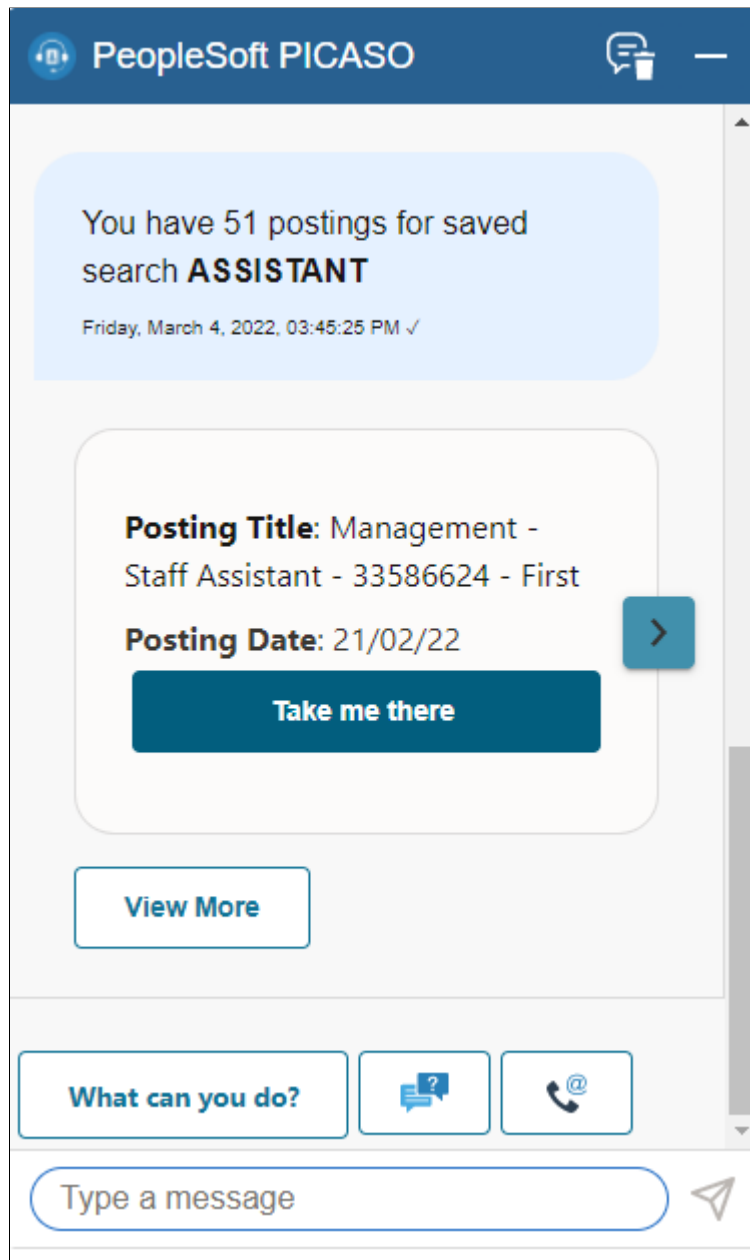 PeopleSoft PICASO
You have 51 postings for saved
search ASSISTANT
Friday, March 4, 2022, 03:45:25 PM ✓
Posting Title: Management -
Staff Assistant - 33586624 - First
Posting Date: 21/02/22
Take me there
View More
What can you do?
Type a message